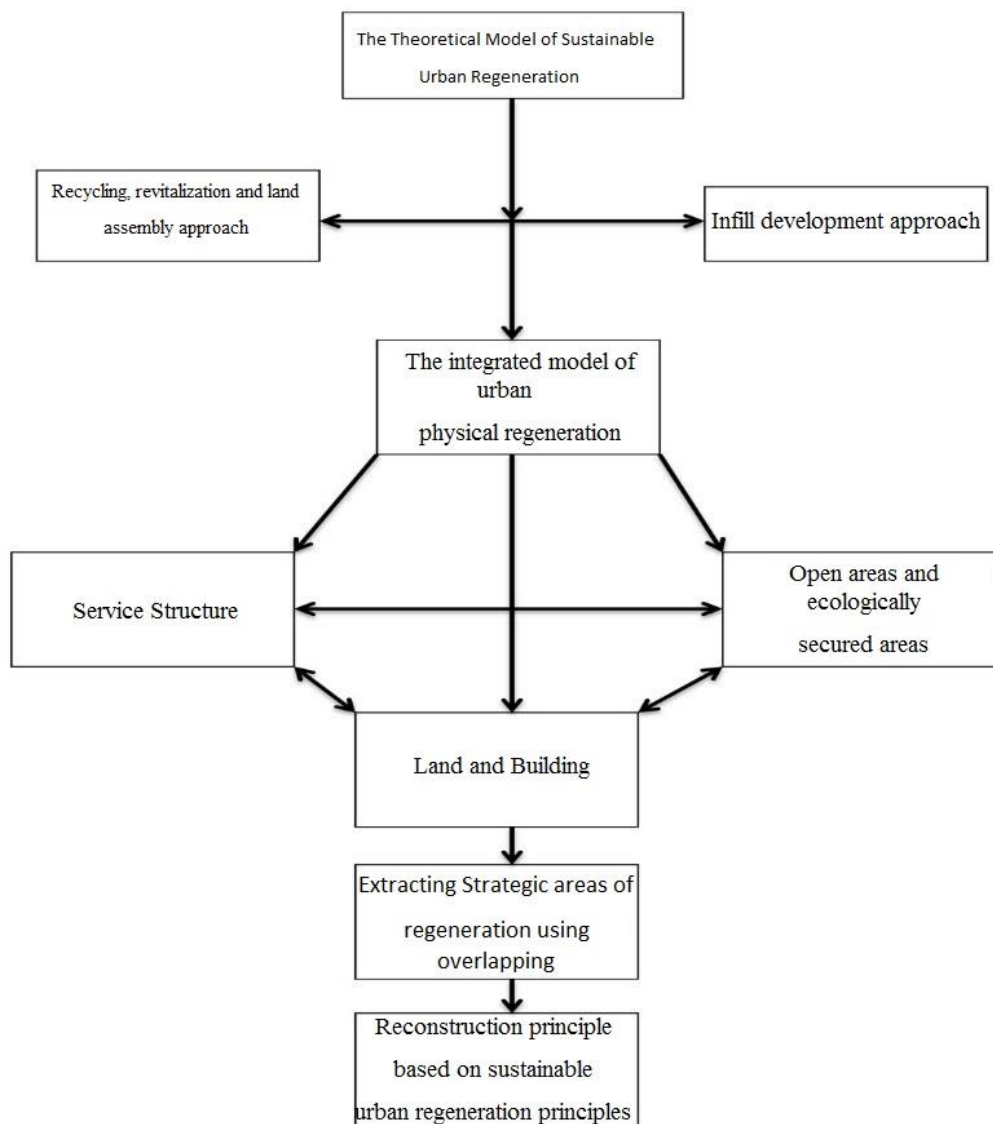 The Theoretical Model of Sustainable
Urban Regeneration
Recycling, revitalization and land
assembly approach
Infill development approach
The integrated model of
urban
physical regeneration
Service Structure
Open areas and
ecologically
secured areas
Land and Building
Extracting Strategic areas of
regeneration using
overlapping
Reconstruction principle
based on sustainable
urban regeneration principles